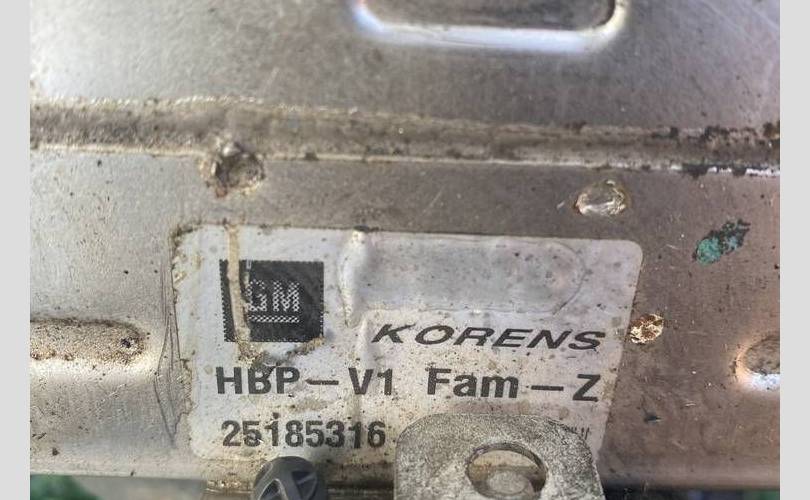 GM
KORENS
HBP-V1 Fam-Z
25185316